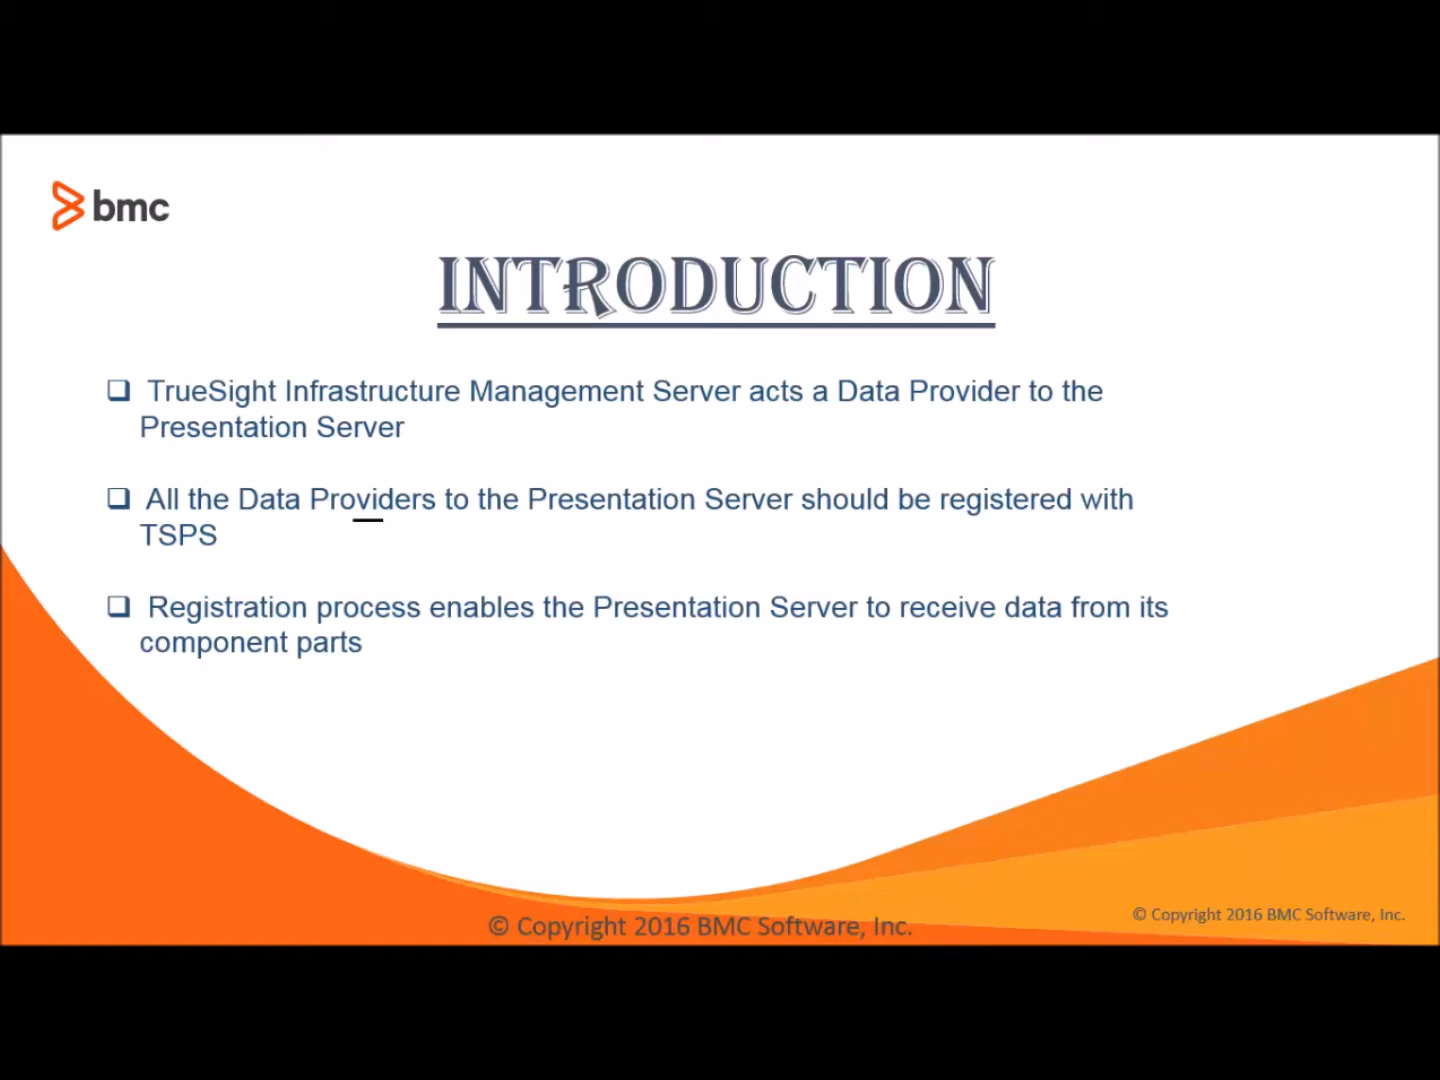 bmc
INTRODUCTION
❑ TrueSight Infrastructure Management Server acts a Data Provider to the
Presentation Server
❑ All the Data Providers to the Presentation Server should be registered with
TSPS
❑ Registration process enables the Presentation Server to receive data from its
component parts
© Copyright 2016 BMC Software, Inc.
© Copyright 2016 BMC Software, Inc.